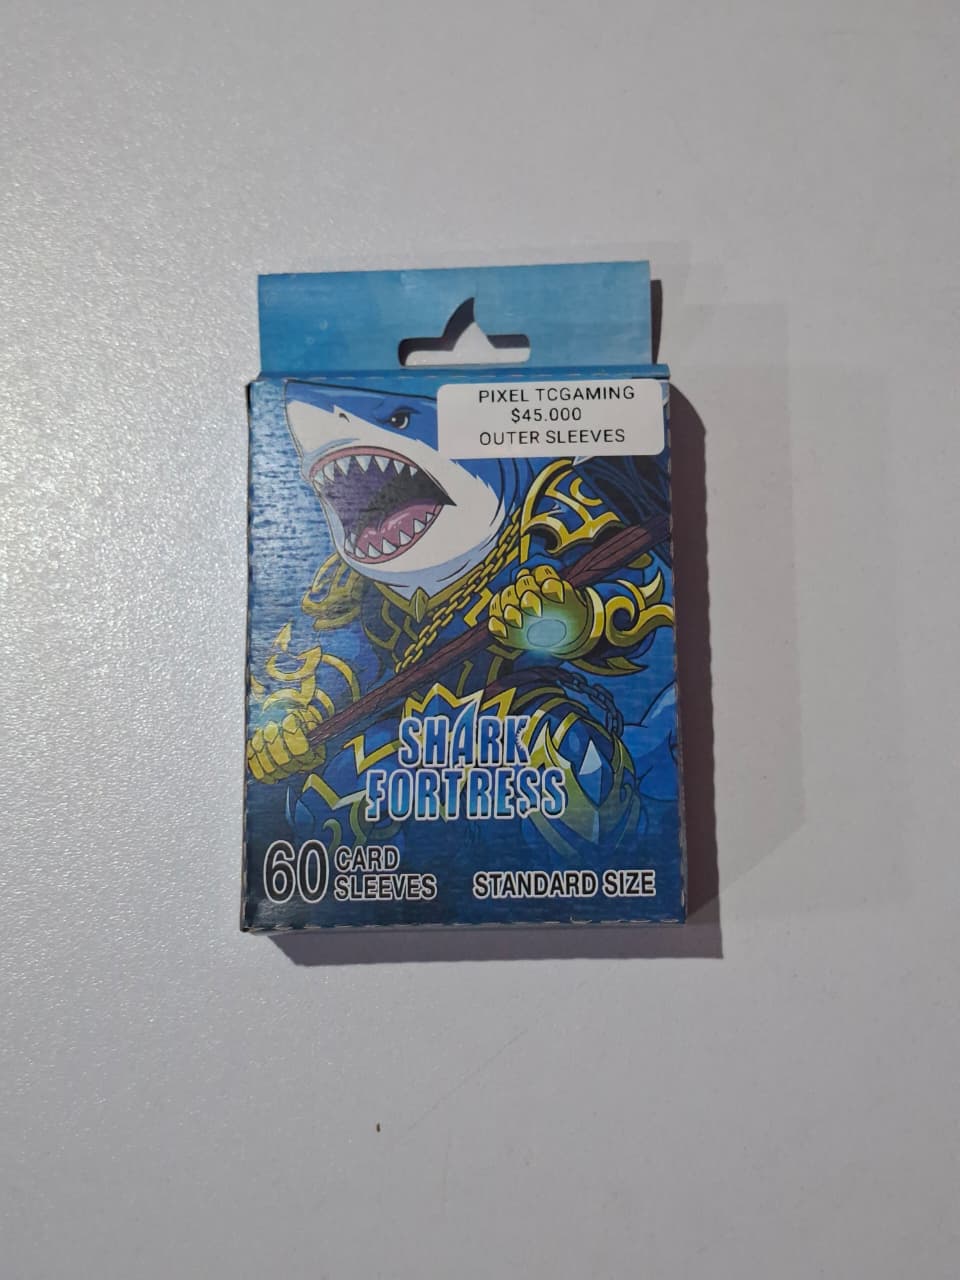 PIXEL TCGAMING
$45.000
OUTER SLEEVES
SHARK
FORTRESS
60 CARD
SLEEVES
STANDARD SIZE